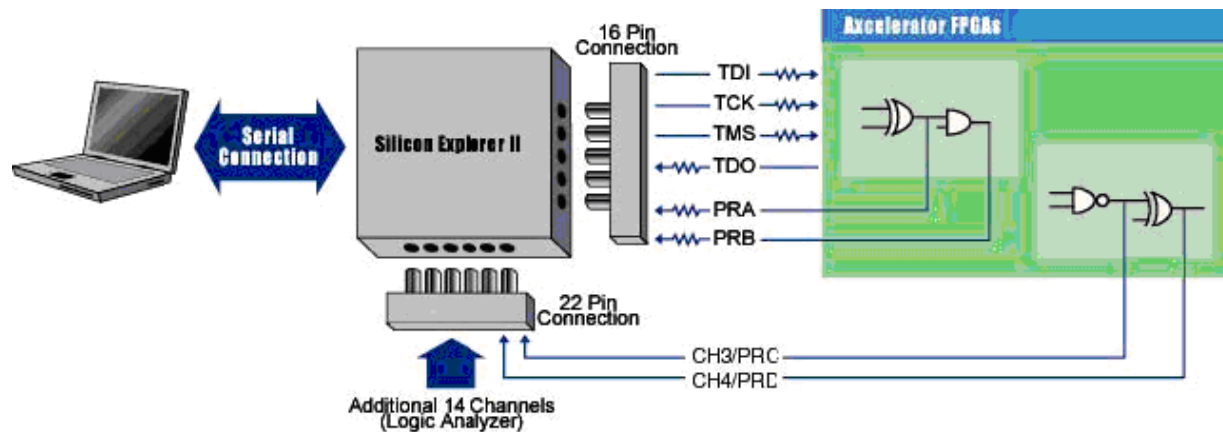 16 Pin
Connection
Axcelerator FPGAs
TDI
TCK
TMS
TDO
PRA
PRB
Serial
Connection
Silicon Explorer II
22 Pin
Connection
CH3/PRC
CH4/PRD
Additional 14 Channels
(Logic Analyzer)